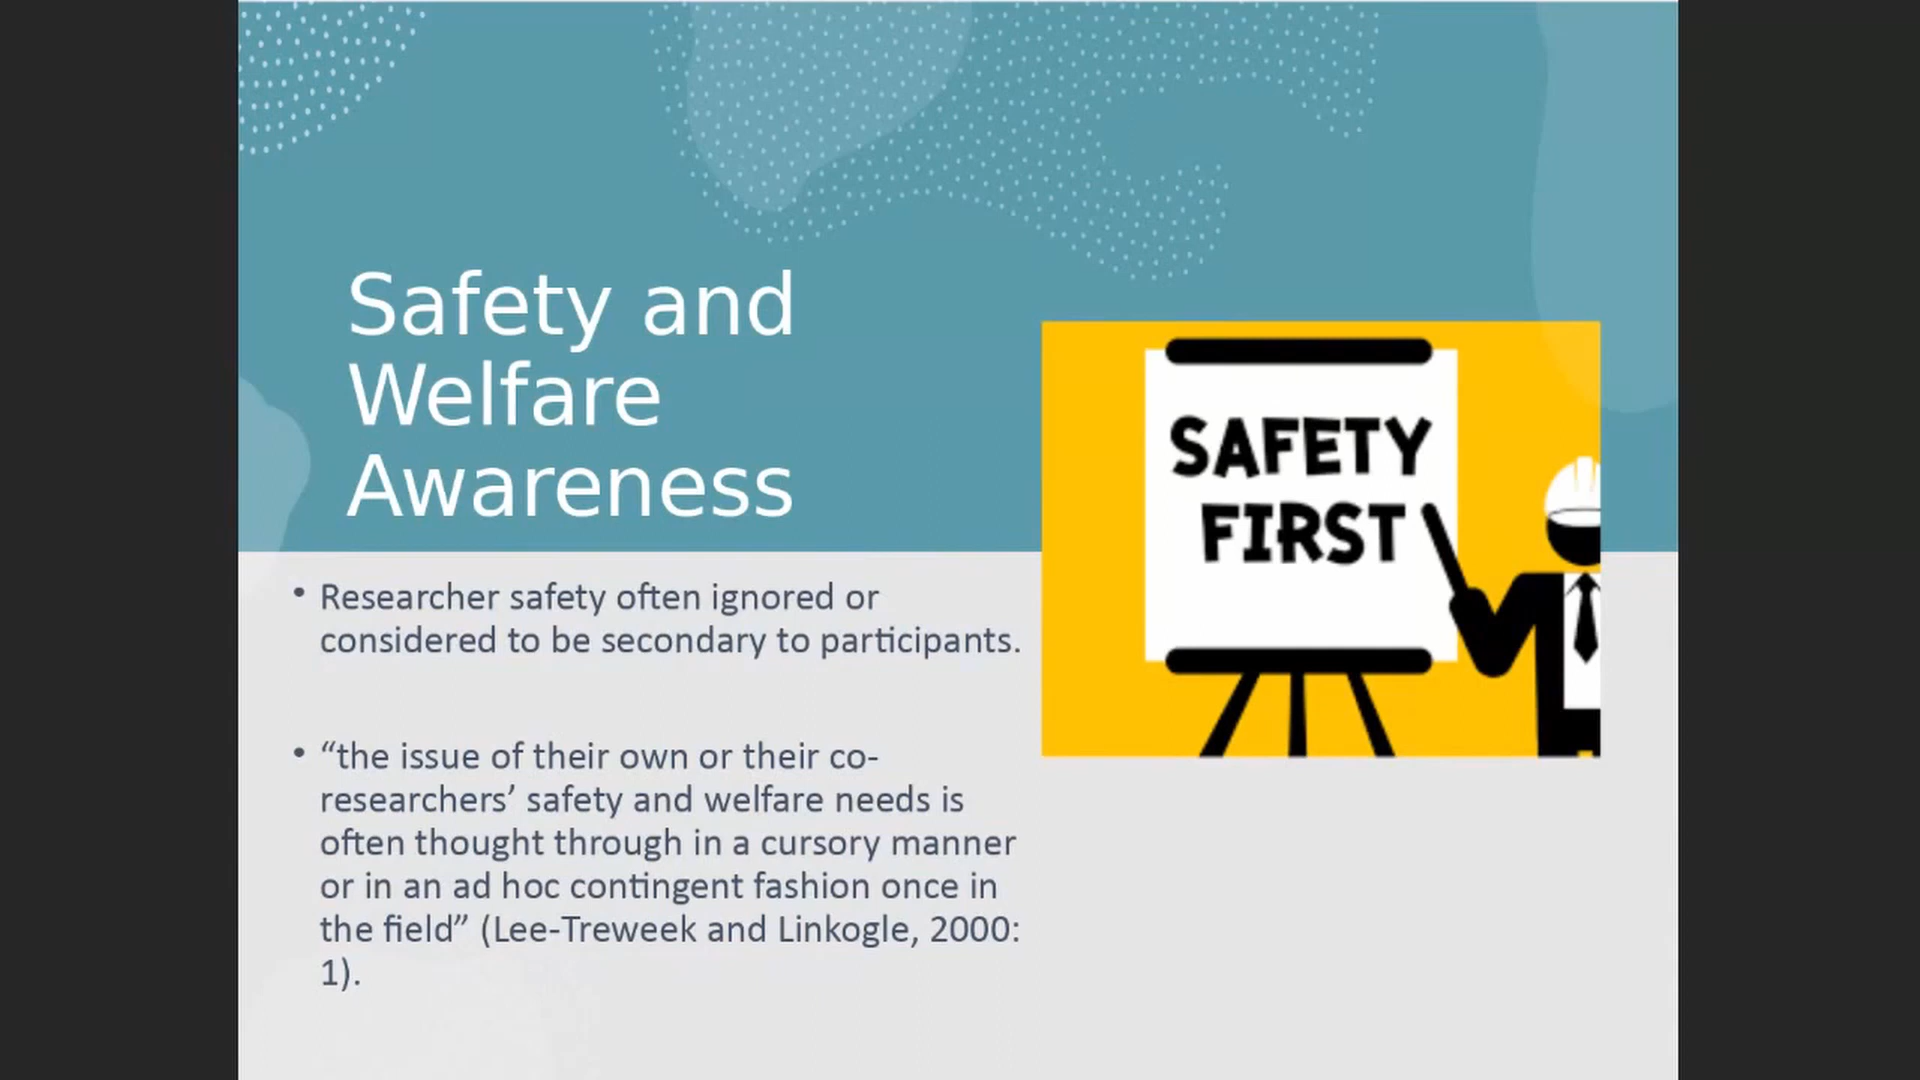 Safety and
Welfare
Awareness
SAFETY
FIRST
• Researcher safety often ignored or
considered to be secondary to participants.
• “the issue of their own or their co-
researchers’ safety and welfare needs is
often thought through in a cursory manner
or in an ad hoc contingent fashion once in
the field” (Lee-Treweek and Linkogle, 2000:
1).